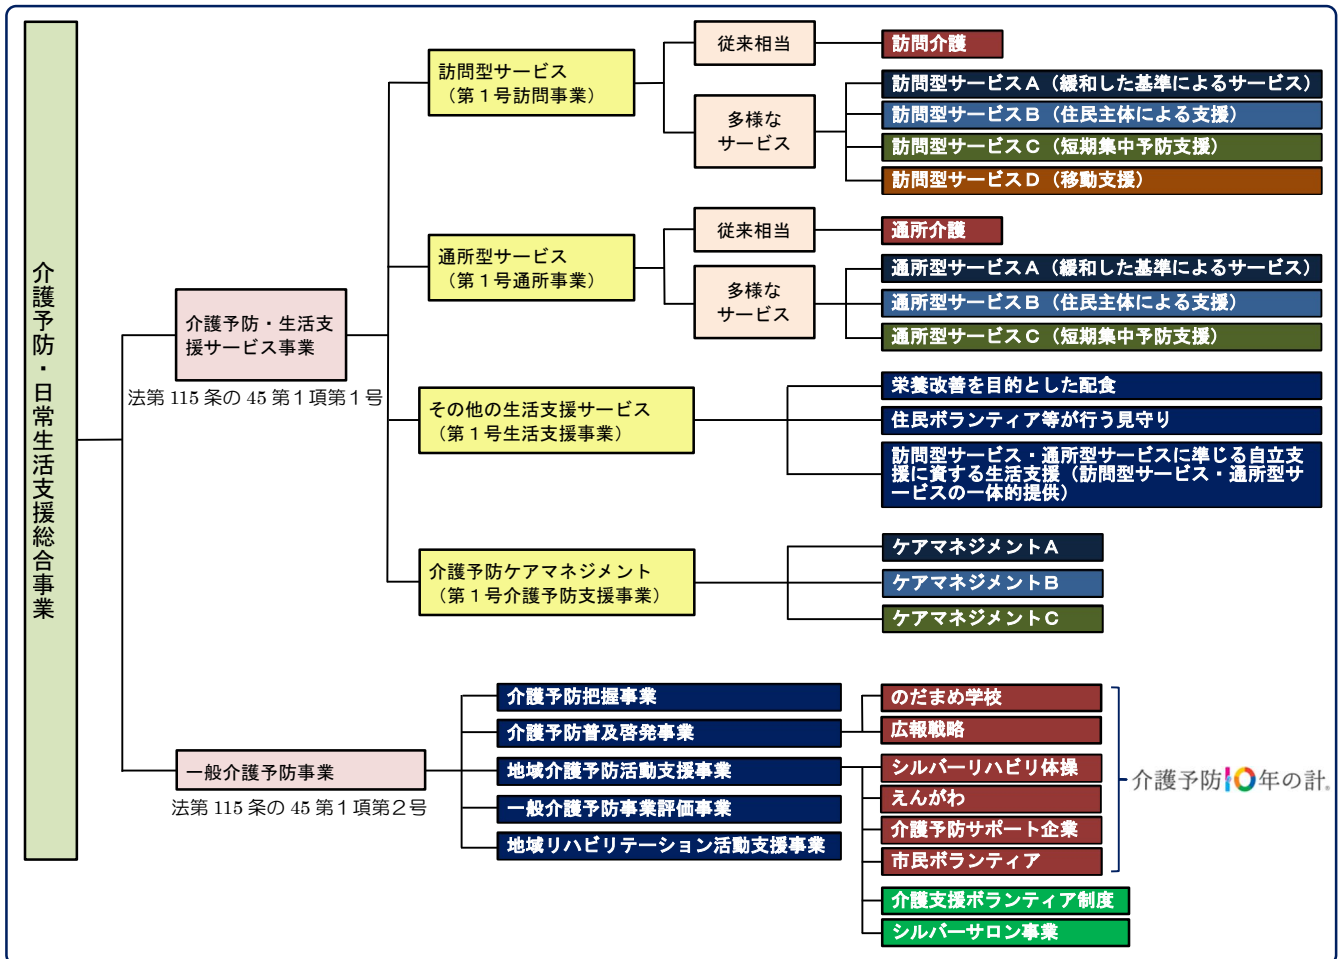 介護予防・日常生活支援総合事業
介護予防・生活支
援サービス事業
法第 115 条の 45 第１項第１号
訪問型サービス
（第１号訪問事業）
従来相当
訪問介護
多様な
サービス
訪問型サービスＡ（緩和した基準によるサービス）
訪問型サービスＢ（住民主体による支援）
訪問型サービスＣ（短期集中予防支援）
訪問型サービスＤ（移動支援）
通所型サービス
（第１号通所事業）
従来相当
通所介護
多様な
サービス
通所型サービスＡ（緩和した基準によるサービス）
通所型サービスＢ（住民主体による支援）
通所型サービスＣ（短期集中予防支援）
その他の生活支援サービス
（第１号生活支援事業）
栄養改善を目的とした配食
住民ボランティア等が行う見守り
訪問型サービス・通所型サービスに準じる自立支
援に資する生活支援（訪問型サービス・通所型サ
ービスの一体的提供）
介護予防ケアマネジメント
（第１号介護予防支援事業）
ケアマネジメントＡ
ケアマネジメントＢ
ケアマネジメントＣ
一般介護予防事業
法第 115 条の 45 第１項第２号
介護予防把握事業
介護予防普及啓発事業
地域介護予防活動支援事業
一般介護予防事業評価事業
地域リハビリテーション活動支援事業
のだまめ学校
広報戦略
シルバーリハビリ体操
えんがわ
介護予防サポート企業
市民ボランティア
介護支援ボランティア制度
シルバーサロン事業
介護予防10年の計。